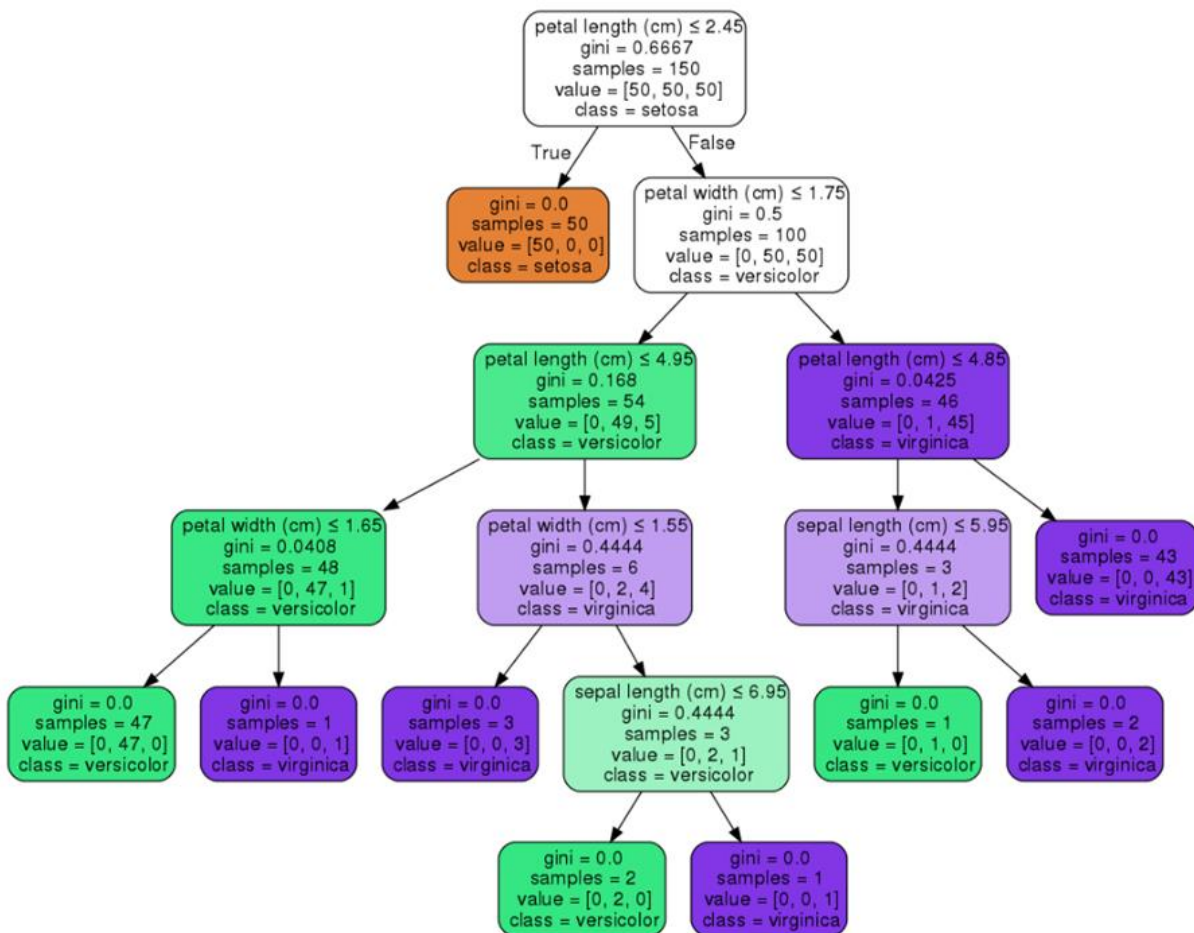 petal length (cm) ≤ 2.45
gini = 0.6667
samples = 150
value = [50, 50, 50]
class = setosa
True
False
gini = 0.0
samples = 50
value = [50, 0, 0]
class = setosa
petal width (cm) ≤ 1.75
gini = 0.5
samples = 100
value = [0, 50, 50]
class = versicolor
petal length (cm) ≤ 4.95
gini = 0.168
samples = 54
value = [0, 49, 5]
class = versicolor
petal length (cm) ≤ 4.85
gini = 0.0425
samples = 46
value = [0, 1, 45]
class = virginica
petal width (cm) ≤ 1.65
gini = 0.0408
samples = 48
value = [0, 47, 1]
class = versicolor
petal width (cm) ≤ 1.55
gini = 0.4444
samples = 6
value = [0, 2, 4]
class = virginica
sepal length (cm) ≤ 5.95
gini = 0.4444
samples = 3
value = [0, 1, 2]
class = virginica
gini = 0.0
samples = 43
value = [0, 0, 43]
class = virginica
gini = 0.0
samples = 47
value = [0, 47, 0]
class = versicolor
gini = 0.0
samples = 1
value = [0, 0, 1]
class = virginica
gini = 0.0
samples = 3
value = [0, 0, 3]
class = virginica
sepal length (cm) ≤ 6.95
gini = 0.4444
samples = 3
value = [0, 2, 1]
class = versicolor
gini = 0.0
samples = 1
value = [0, 1, 0]
class = versicolor
gini = 0.0
samples = 2
value = [0, 0, 2]
class = virginica
gini = 0.0
samples = 2
value = [0, 2, 0]
class = versicolor
gini = 0.0
samples = 1
value = [0, 0, 1]
class = virginica